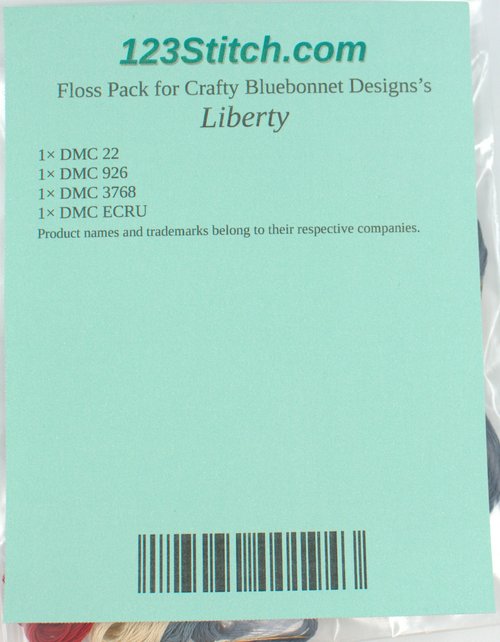 123Stitch.com
Floss Pack for Crafty Bluebonnet Designs’s
Liberty
1× DMC 22
1× DMC 926
1× DMC 3768
1× DMC ECRU
Product names and trademarks belong to their respective companies.